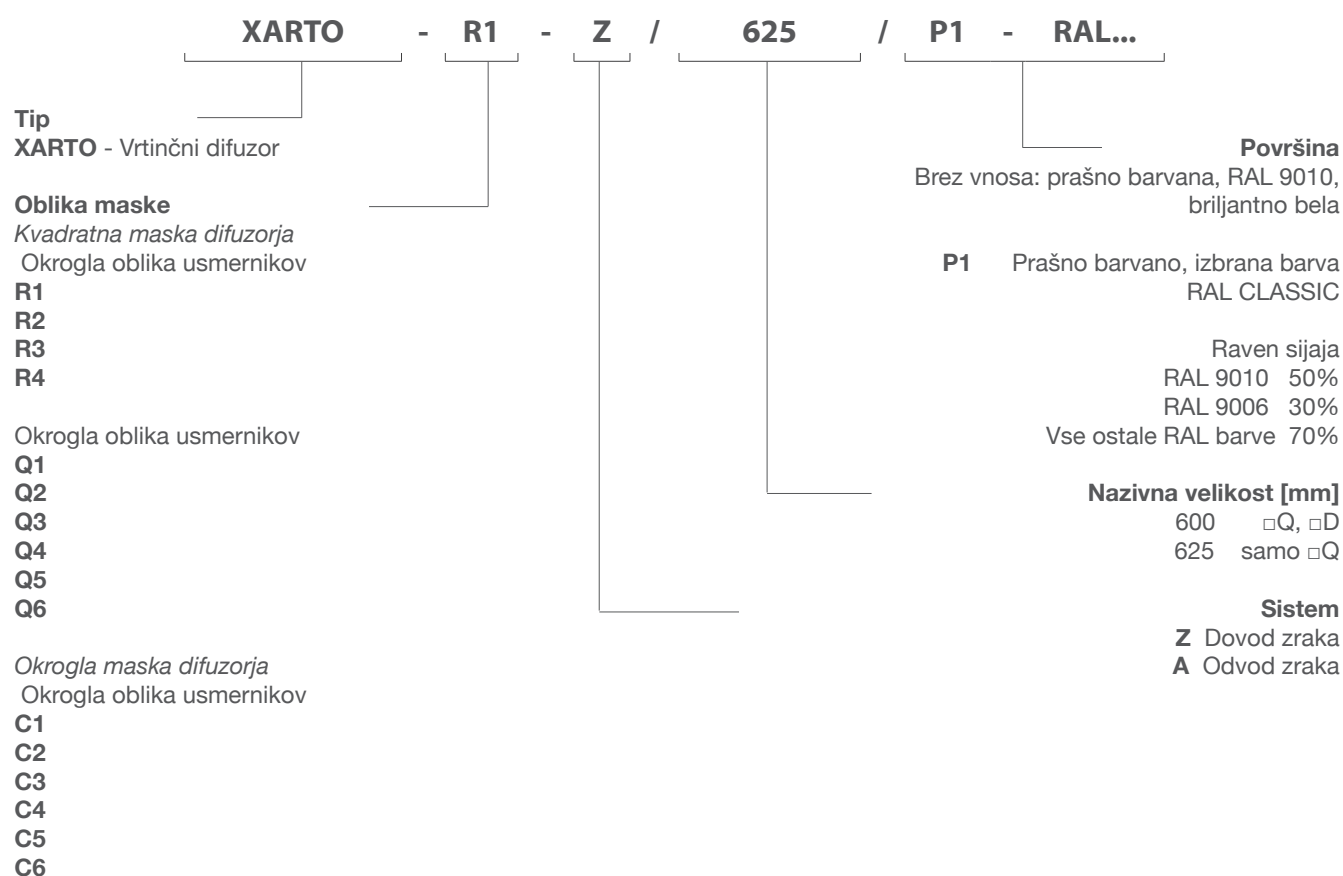 XARTO - R1 - Z / 625 / P1 - RAL...
Tip
XARTO - Vrtinčni difuzor
Oblika maske
Kvadratna maska difuzorja
Okrogla oblika usmernikov
R1
R2
R3
R4
Okrogla oblika usmernikov
Q1
Q2
Q3
Q4
Q5
Q6
Okrogla maska difuzorja
Okrogla oblika usmernikov
C1
C2
C3
C4
C5
C6
Površina
Brez vnosa: prašno barvana, RAL 9010,
briljantno bela
P1 Prašno barvano, izbrana barva
RAL CLASSIC
Raven sijaja
RAL 9010 50%
RAL 9006 30%
Vse ostale RAL barve 70%
Nazivna velikost [mm]
600 □Q, □D
625 samo □Q
Sistem
Z Dovod zraka
A Odvod zraka